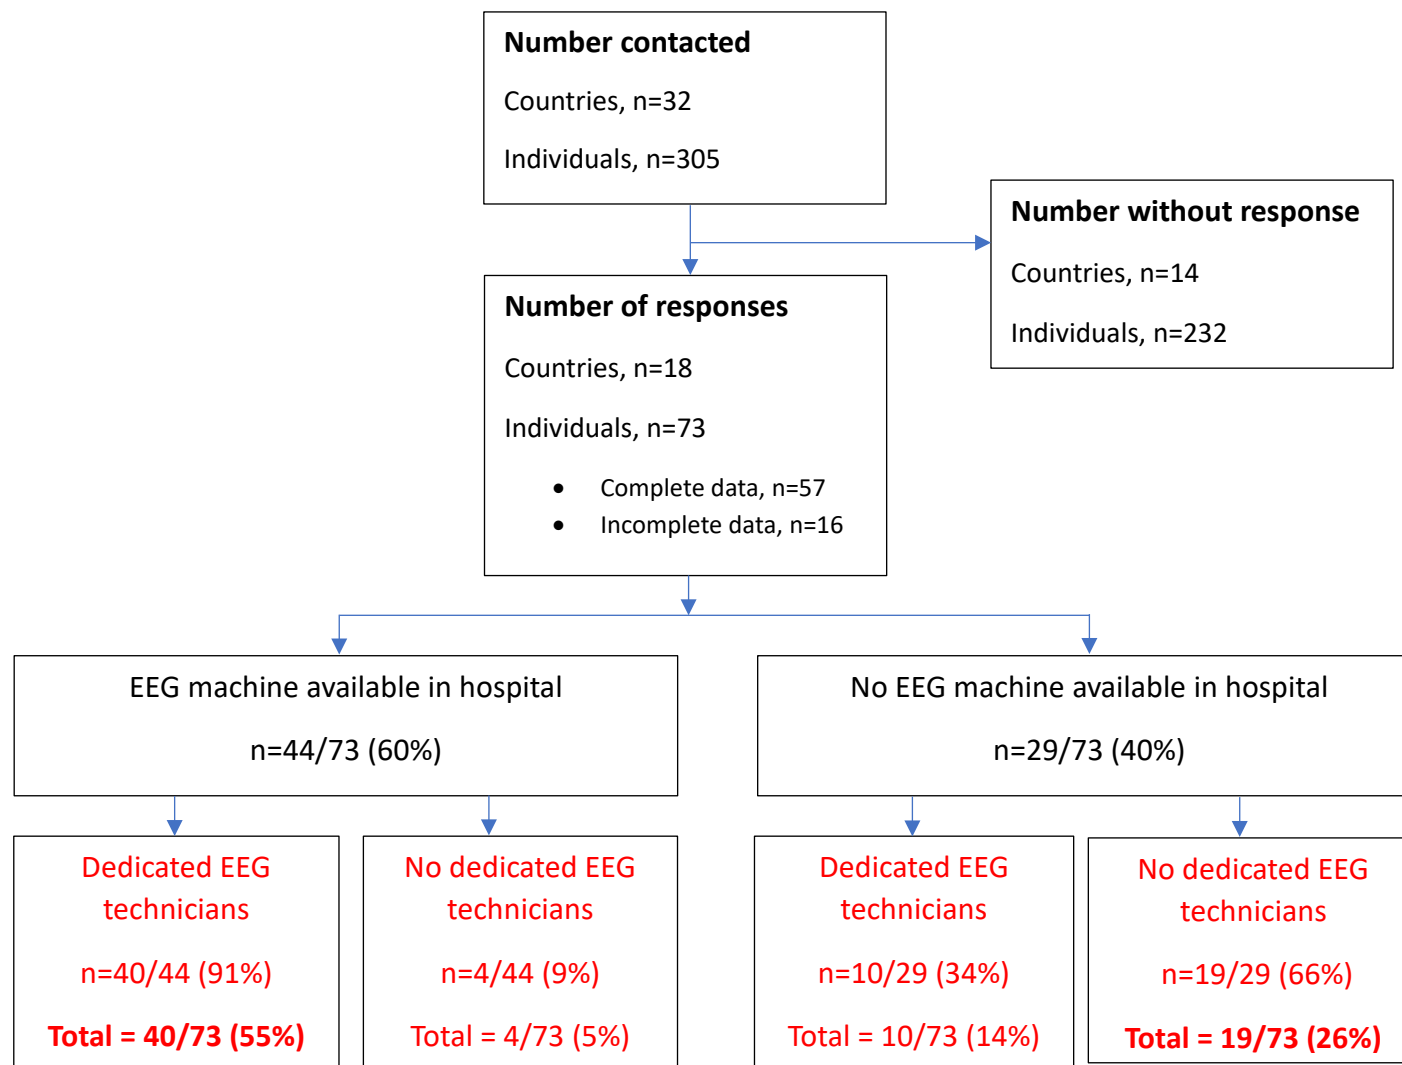 Number contacted
Countries, n=32
Individuals, n=305
Number without response
Countries, n=14
Individuals, n=232
Number of responses
Countries, n=18
Individuals, n=73
• Complete data, n=57
• Incomplete data, n=16
EEG machine available in hospital
n=44/73 (60%)
No EEG machine available in hospital
n=29/73 (40%)
Dedicated EEG
technicians
n=40/44 (91%)
Total = 40/73 (55%)
No dedicated EEG
technicians
n=4/44 (9%)
Total = 4/73 (5%)
Dedicated EEG
technicians
n=10/29 (34%)
Total = 10/73 (14%)
No dedicated EEG
technicians
n=19/29 (66%)
Total = 19/73 (26%)